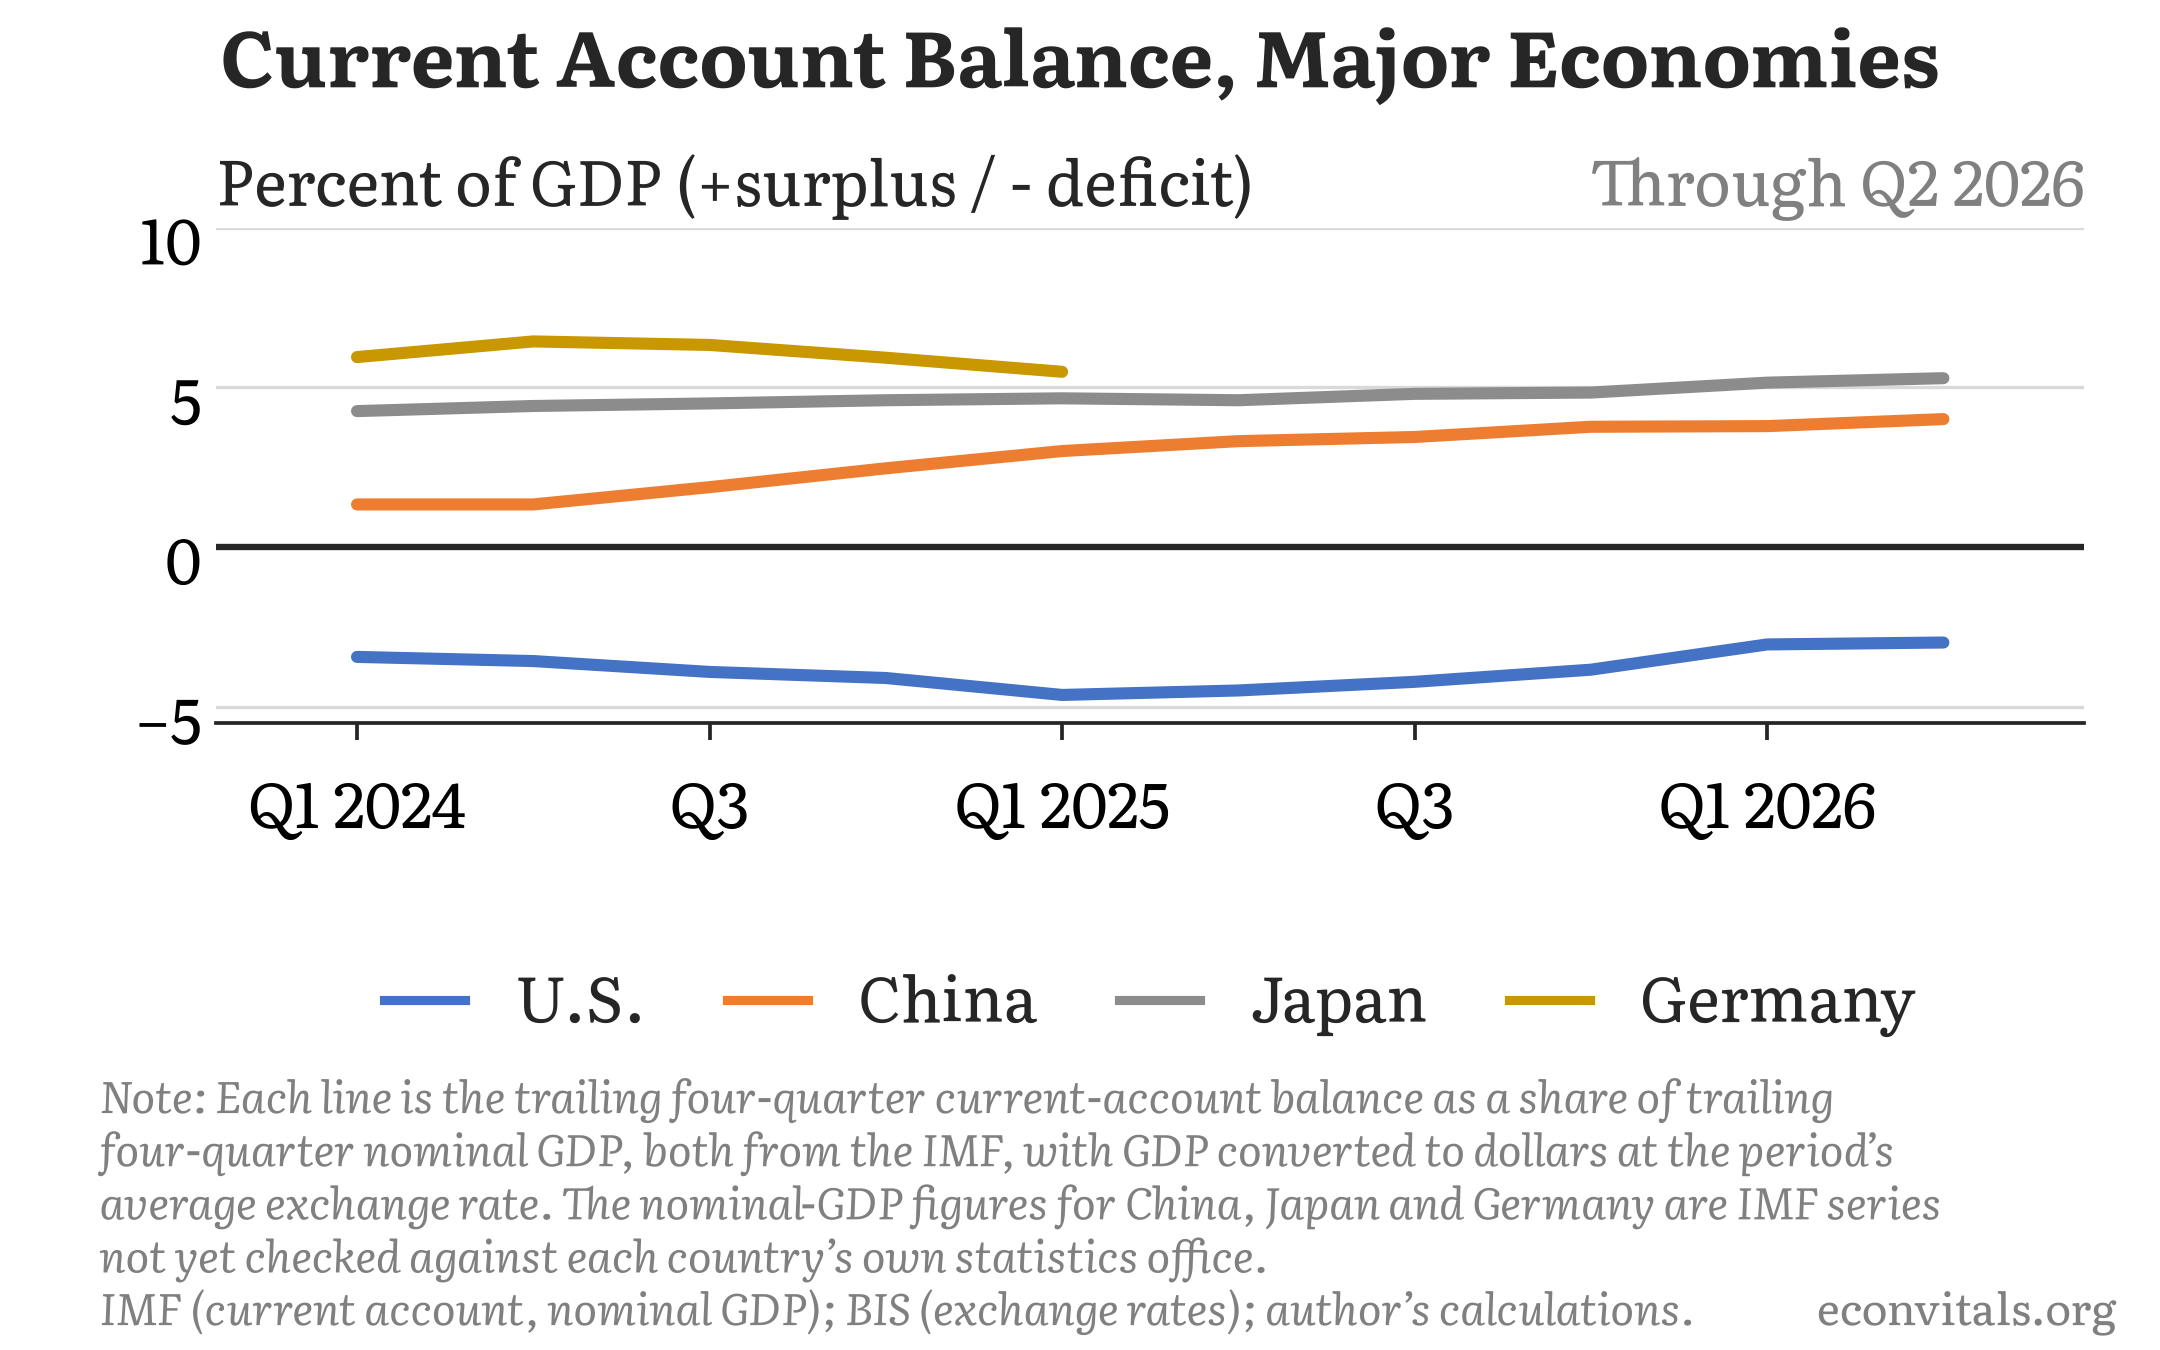 Current Account Balance, Major Economies
Percent of GDP (+surplus / - deficit)
Through Q2 2026
10
5
0
−5
Q1 2024
Q3
Q1 2025
Q3
Q1 2026
U.S.
China
Japan
Germany
Note: Each line is the trailing four-quarter current-account balance as a share of trailing
four-quarter nominal GDP, both from the IMF, with GDP converted to dollars at the period’s
average exchange rate. The nominal-GDP figures for China, Japan and Germany are IMF series
not yet checked against each country’s own statistics office.
IMF (current account, nominal GDP); BIS (exchange rates); author’s calculations.
econvitals.org